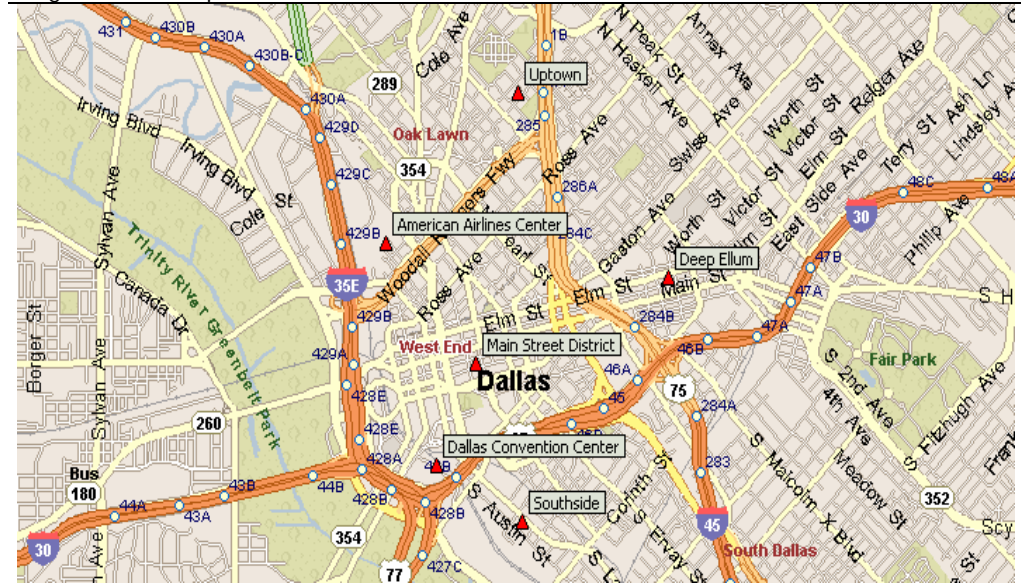 431
430B
430A
430B-C
430A
429D
429C
429B
429B
429A
428E
428E
428A
428B
428B
427C
1B
285
286A
284C
284B
284A
283
289
354
Cole Ave
N Peak St
N Haskell Ave
Annex Ave
Uptown
Oak Lawn
Ross Ave
Swiss Ave
Worth St
Victor St
Elm St
Reiger Ave
Terry St
Ash Ln
Lindsley Ave
Irving Blvd
Irving Blvd
Cole St
Sylvan Ave
American Airlines Center
Gaston Ave
Worth St
Victor St
East Side Ave
48C
48A
30
Philip Ave
Deep Ellum
47B
47A
47A
46B
46A
45
35E
Ross Ave
Elm St
Elm St
Main St
Trinity River Greenbelt Park
Canada Dr
Borger St
Sylvan Ave
West End
Main Street District
Dallas
75
Fair Park
S 2nd Ave
4th Ave
Fitzhugh Ave
Frank
260
Dallas Convention Center
Bus
180
44A
43A
43B
44B
354
77
30
Southside
S Austin St
Corinth St
S Ervay St
S Malcolm X Blvd
Meadow St
352
45
South Dallas